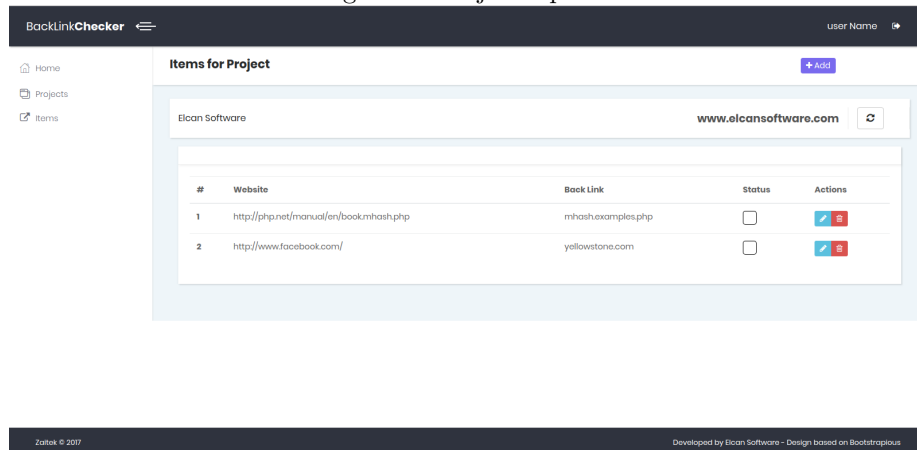 BackLinkChecker user Name
Home
Projects
Items
Items for Project + Add
Elcan Software www.elcansoftware.com
# Website Back Link Status Actions
1 http://php.net/manual/en/book.mhash.php mhash.examples.php
2 http://www.facebook.com/ yellowstone.com
Zaitek © 2017 Developed by Elcan Software - Design based on Bootstrapious